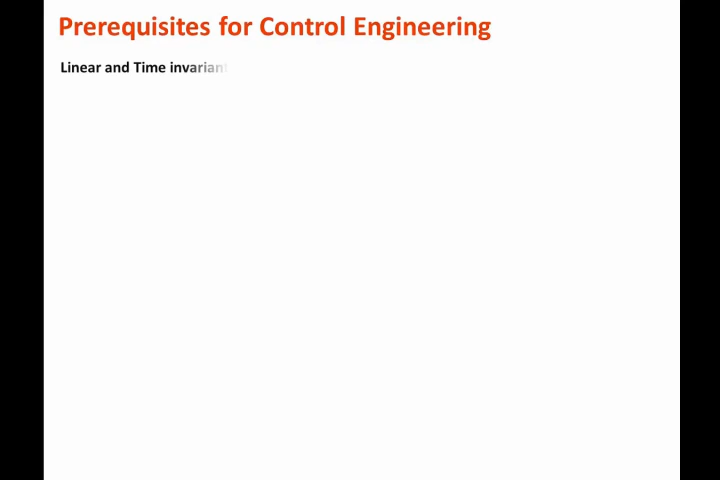 Prerequisites for Control Engineering
Linear and Time invariant